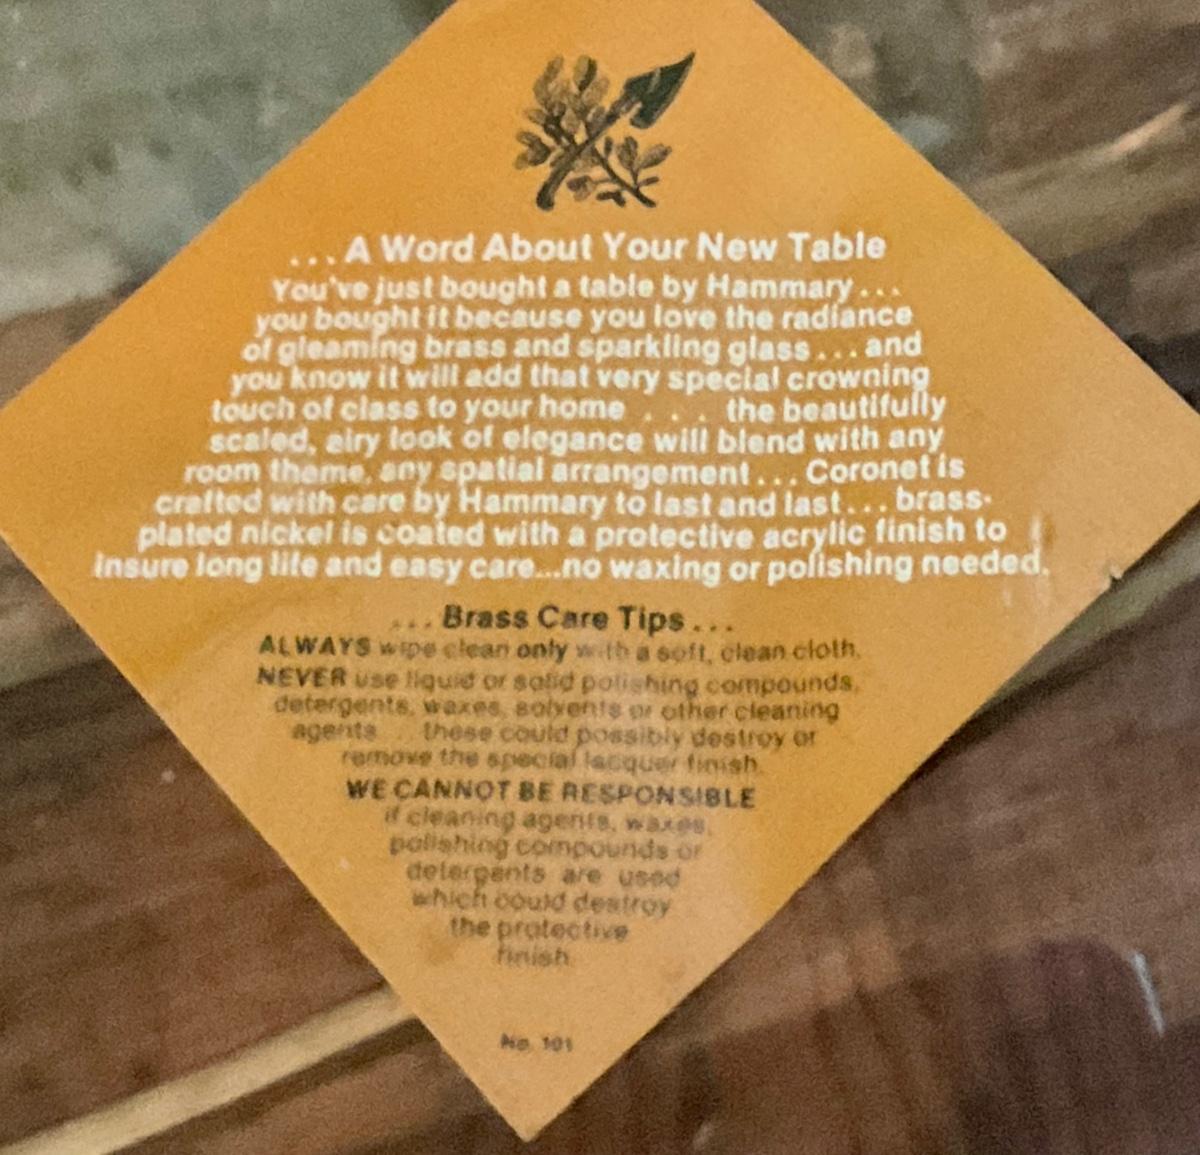 ...A Word About Your New Table
You've just bought a table by Hammary...
you bought it because you love the radiance
of gleaming brass and sparkling glass...and
you know it will add that very special crowning
touch of class to your home . . . the beautifully
scaled, airy look of elegance will blend with any
room theme, any spatial arrangement...Coronet is
crafted with care by Hammary to last and last...brass-
plated nickel is coated with a protective acrylic finish to
insure long life and easy care...no waxing or polishing needed.
...Brass Care Tips...
ALWAYS wipe clean only with a soft, clean cloth.
NEVER use liquid or solid polishing compounds,
detergents, waxes, solvents or other cleaning
agents . . . these could possibly destroy or
remove the special lacquer finish.
WE CANNOT BE RESPONSIBLE
if cleaning agents, waxes,
polishing compounds or
detergents are used
which could destroy
the protective
finish.
No. 101